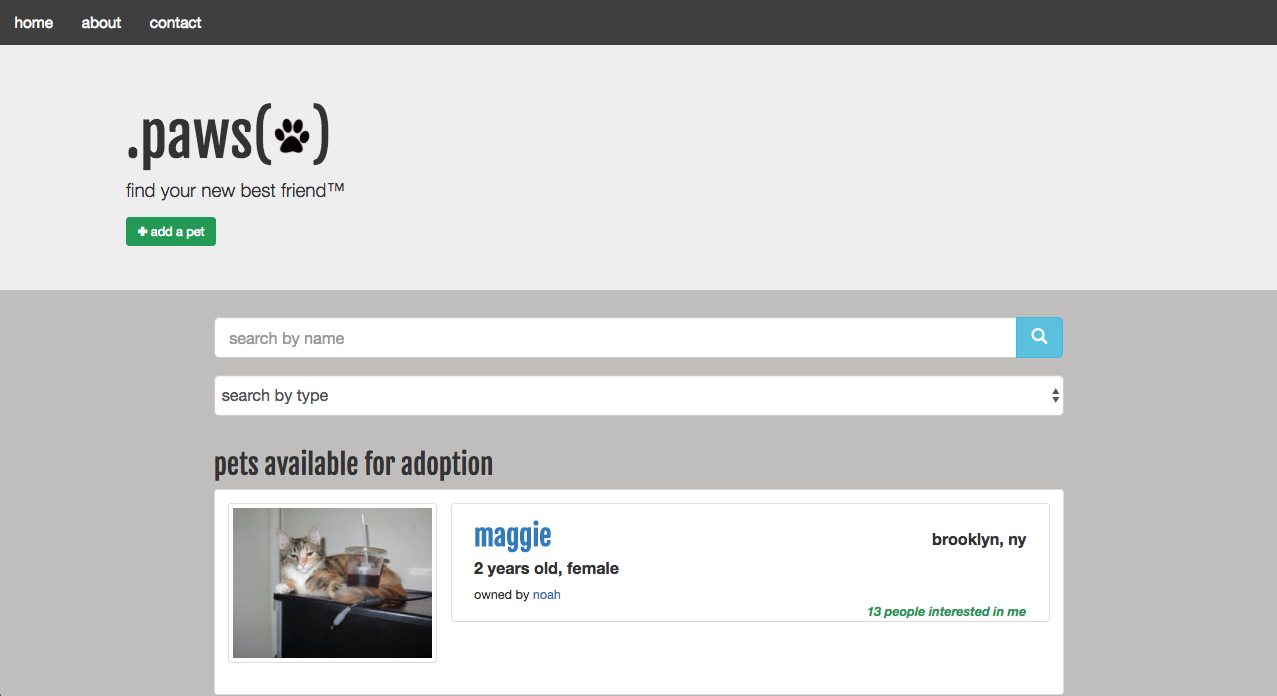 home about contact
.paws()
find your new best friend™
add a pet
search by name
search by type
pets available for adoption
maggie
brooklyn, ny
2 years old, female
owned by noah
13 people interested in me